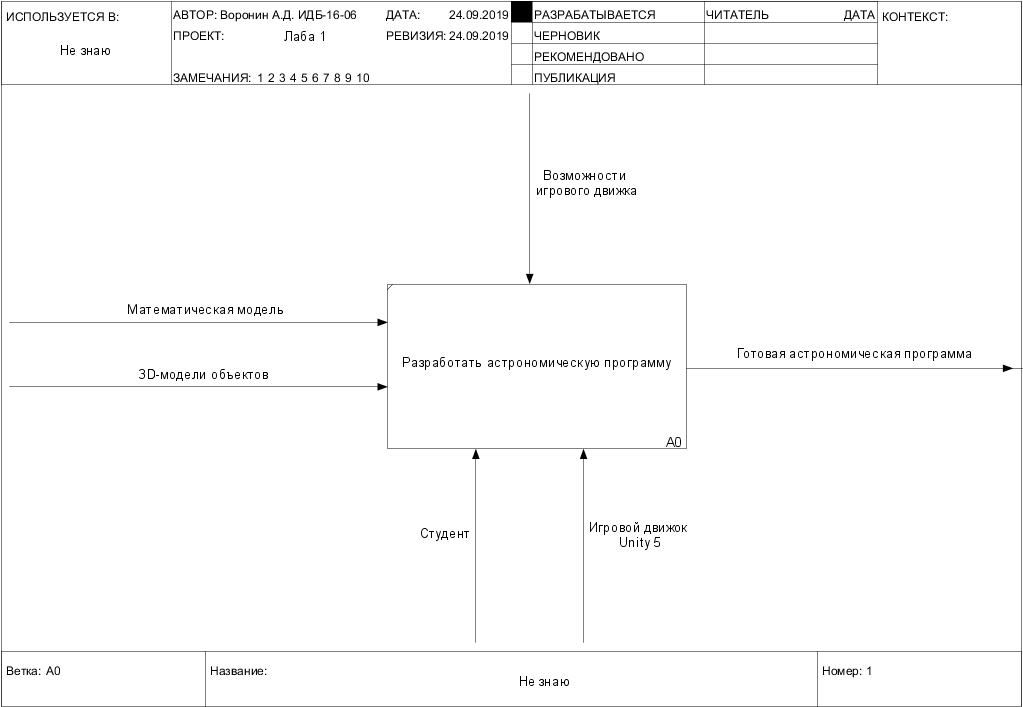 ИСПОЛЬЗУЕТСЯ В:
Не знаю
АВТОР: Воронин А.Д. ИДБ-16-06
ДАТА: 24.09.2019
ПРОЕКТ: Лаба 1
РЕВИЗИЯ: 24.09.2019
ЗАМЕЧАНИЯ: 1 2 3 4 5 6 7 8 9 10
РАЗРАБАТЫВАЕТСЯ
ЧЕРНОВИК
РЕКОМЕНДОВАНО
ПУБЛИКАЦИЯ
ЧИТАТЕЛЬ ДАТА
КОНТЕКСТ:
Возможности
игрового движка
Математическая модель
3D-модели объектов
Разработать астрономическую программу
A0
Готовая астрономическая программа
Студент
Игровой движок
Unity 5
Ветка: A0
Название:
Не знаю
Номер: 1